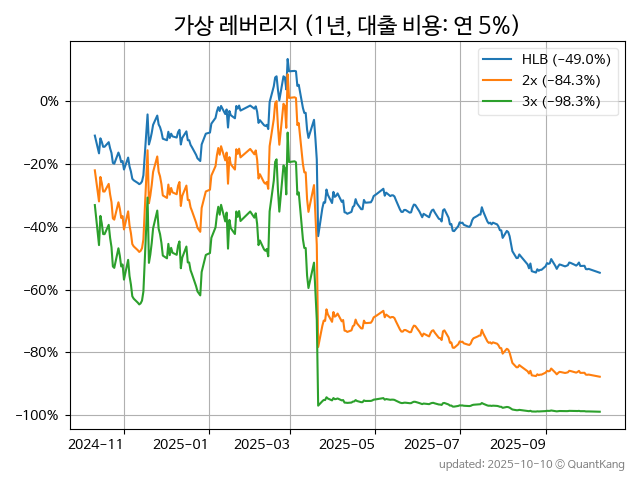 가상 레버리지 (1년, 대출 비용: 연 5%)
HLB (−49.0%)
2x (−84.3%)
3x (−98.3%)
0%
−20%
−40%
−60%
−80%
−100%
2024-11
2025-01
2025-03
2025-05
2025-07
2025-09
updated: 2025-10-10 ⓒ QuantKang